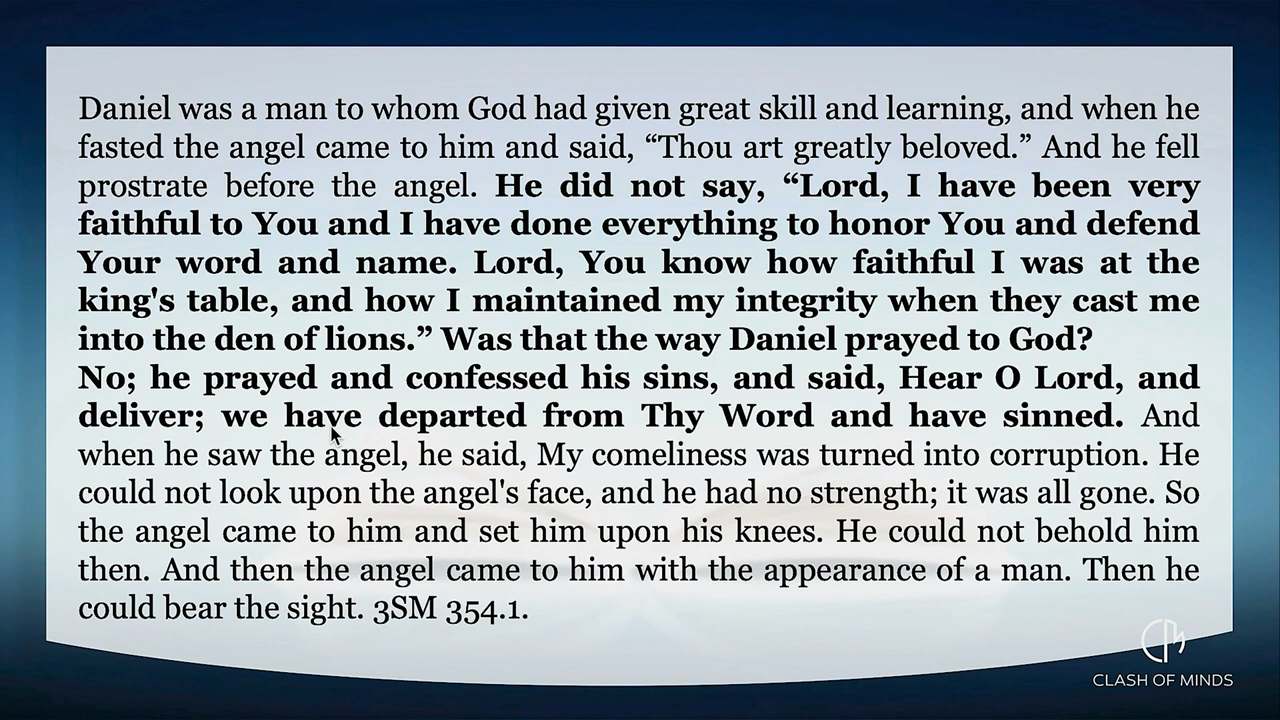 Daniel was a man to whom God had given great skill and learning, and when he
fasted the angel came to him and said, “Thou art greatly beloved.” And he fell
prostrate before the angel. He did not say, “Lord, I have been very
faithful to You and I have done everything to honor You and defend
Your word and name. Lord, You know how faithful I was at the
king's table, and how I maintained my integrity when they cast me
into the den of lions.” Was that the way Daniel prayed to God?
No; he prayed and confessed his sins, and said, Hear O Lord, and
deliver; we have departed from Thy Word and have sinned. And
when he saw the angel, he said, My comeliness was turned into corruption. He
could not look upon the angel's face, and he had no strength; it was all gone. So
the angel came to him and set him upon his knees. He could not behold him
then. And then the angel came to him with the appearance of a man. Then he
could bear the sight. 3SM 354.1.
CLASH OF MINDS